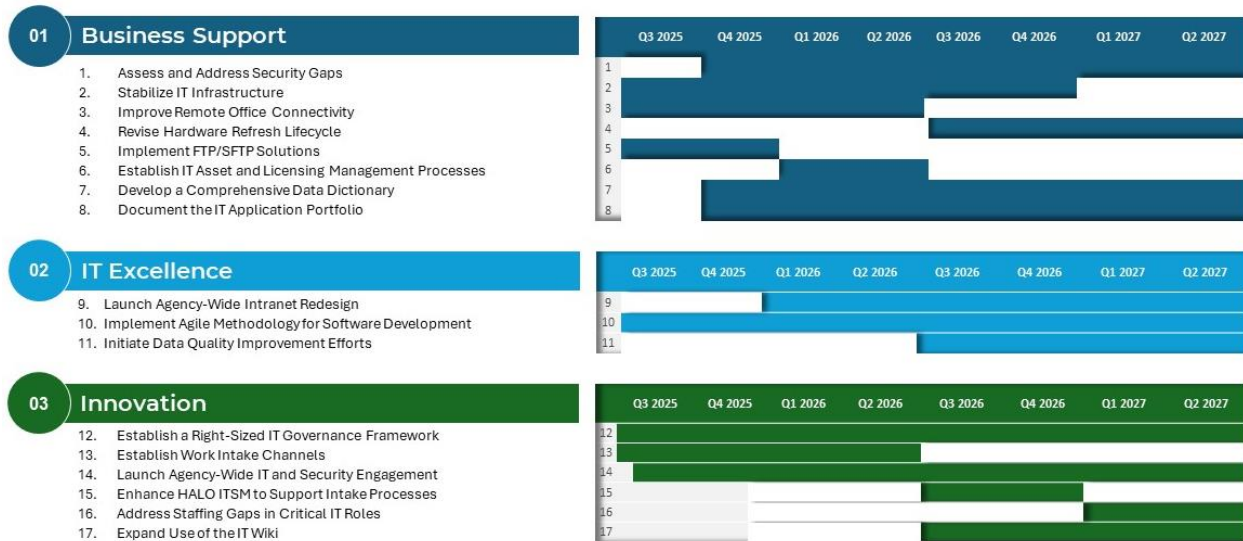 01 Business Support
Q3 2025 Q4 2025 Q1 2026 Q2 2026 Q3 2026 Q4 2026 Q1 2027 Q2 2027
1. Assess and Address Security Gaps
2. Stabilize IT Infrastructure
3. Improve Remote Office Connectivity
4. Revise Hardware Refresh Lifecycle
5. Implement FTP/SFTP Solutions
6. Establish IT Asset and Licensing Management Processes
7. Develop a Comprehensive Data Dictionary
8. Document the IT Application Portfolio
1
2
3
4
5
6
7
8
02 IT Excellence
Q3 2025 Q4 2025 Q1 2026 Q2 2026 Q3 2026 Q4 2026 Q1 2027 Q2 2027
9. Launch Agency-Wide Intranet Redesign
10. Implement Agile Methodology for Software Development
11. Initiate Data Quality Improvement Efforts
9
10
11
03 Innovation
Q3 2025 Q4 2025 Q1 2026 Q2 2026 Q3 2026 Q4 2026 Q1 2027 Q2 2027
12. Establish a Right-Sized IT Governance Framework
13. Establish Work Intake Channels
14. Launch Agency-Wide IT and Security Engagement
15. Enhance HALO ITSM to Support Intake Processes
16. Address Staffing Gaps in Critical IT Roles
17. Expand Use of the IT Wiki
12
13
14
15
16
17